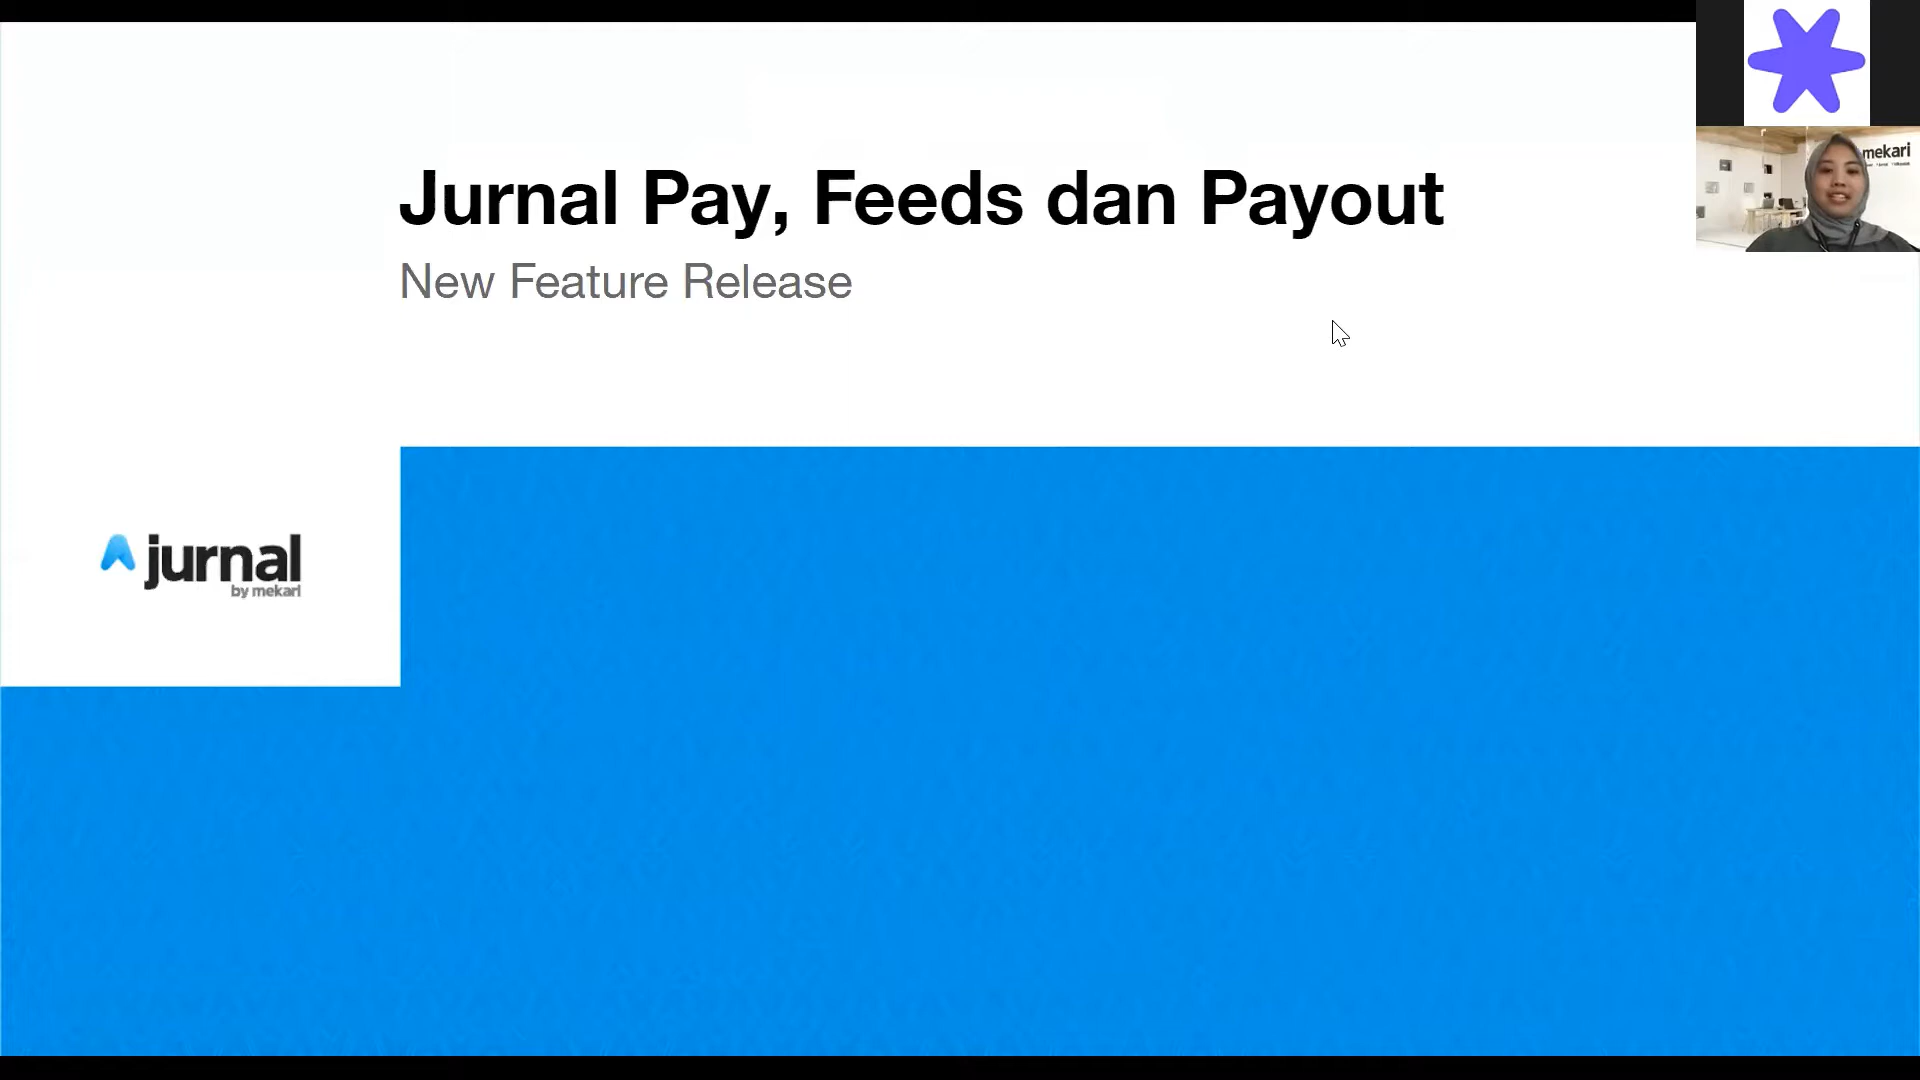 Jurnal Pay, Feeds dan Payout
New Feature Release
mekari
jurnal
by mekari